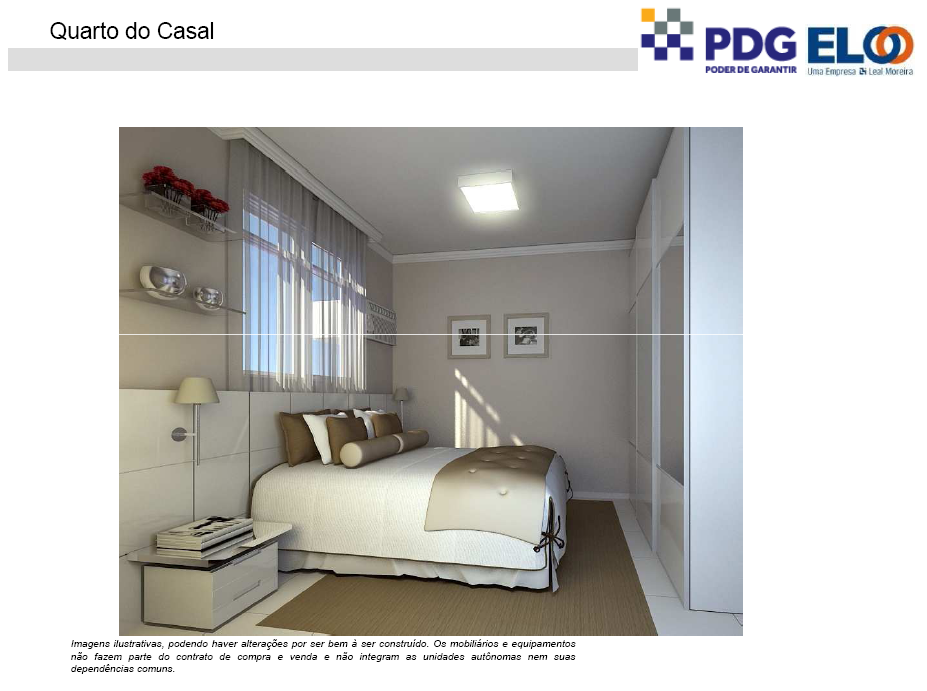 Quarto do Casal
PDG
PODER DE GARANTIR
ELO
Uma Empresa Leal Moreira
Imagens ilustrativas, podendo haver alterações por ser bem à ser construído. Os mobiliários e equipamentos
não fazem parte do contrato de compra e venda e não integram as unidades autônomas nem suas
dependências comuns.